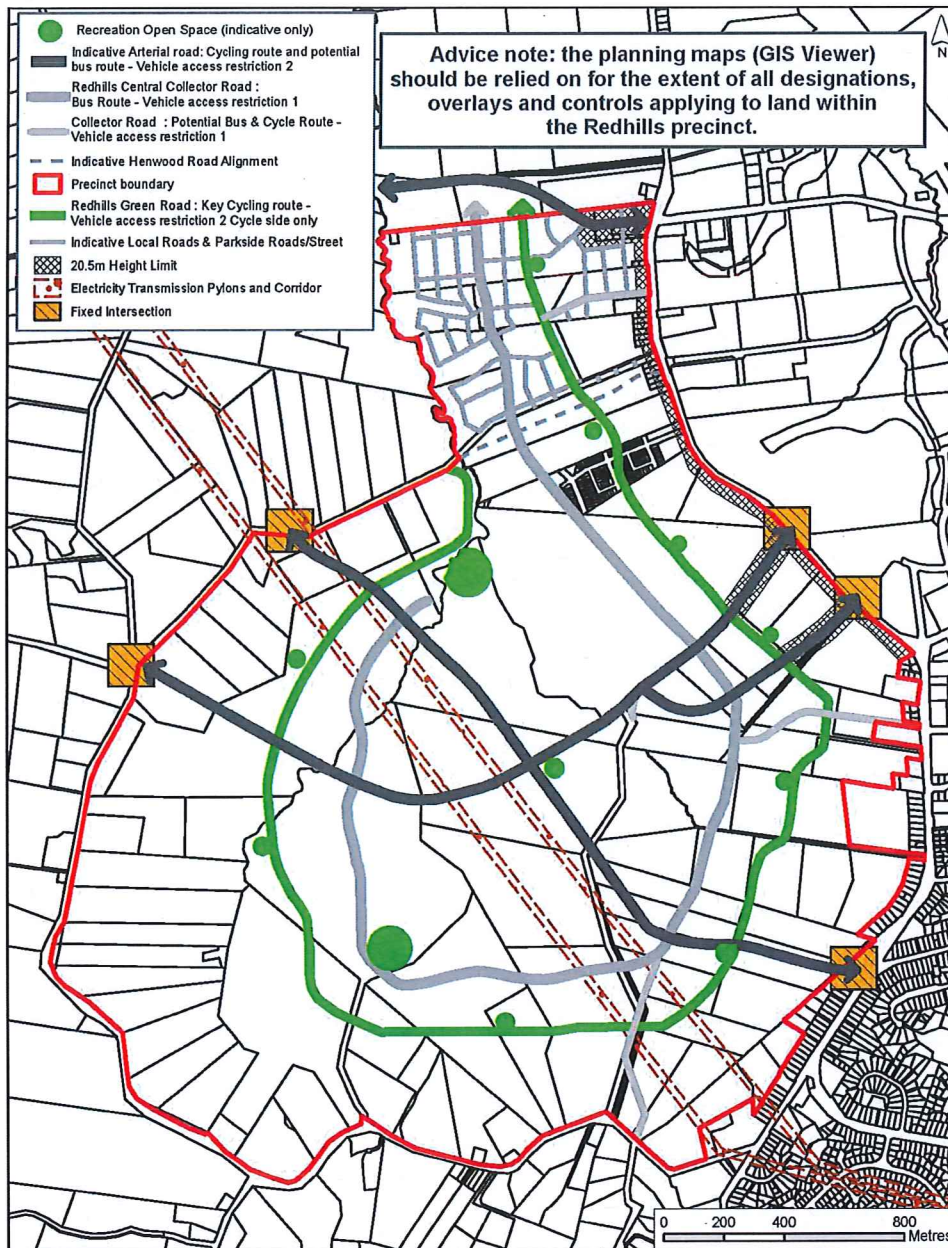 Recreation Open Space (indicative only)
Indicative Arterial road: Cycling route and potential
bus route - Vehicle access restriction 2
Redhills Central Collector Road :
Bus Route - Vehicle access restriction 1
Collector Road : Potential Bus & Cycle Route -
Vehicle access restriction 1
Indicative Henwood Road Alignment
Precinct boundary
Redhills Green Road : Key Cycling route -
Vehicle access restriction 2 Cycle side only
Indicative Local Roads & Parkside Roads/Street
20.5m Height Limit
Electricity Transmission Pylons and Corridor
Fixed Intersection
Advice note: the planning maps (GIS Viewer)
should be relied on for the extent of all designations,
overlays and controls applying to land within
the Redhills precinct.
N
0 200 400 800
Metre